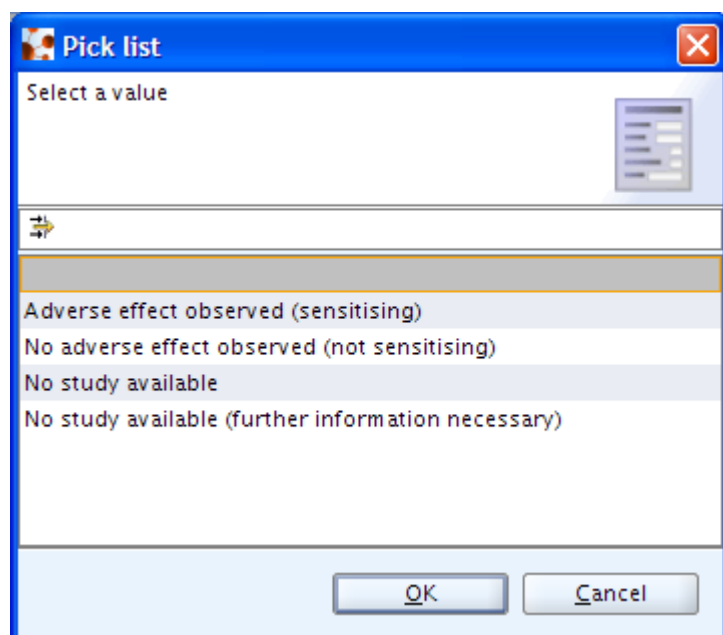 Pick list
Select a value
Adverse effect observed (sensitising)
No adverse effect observed (not sensitising)
No study available
No study available (further information necessary)
OK
Cancel